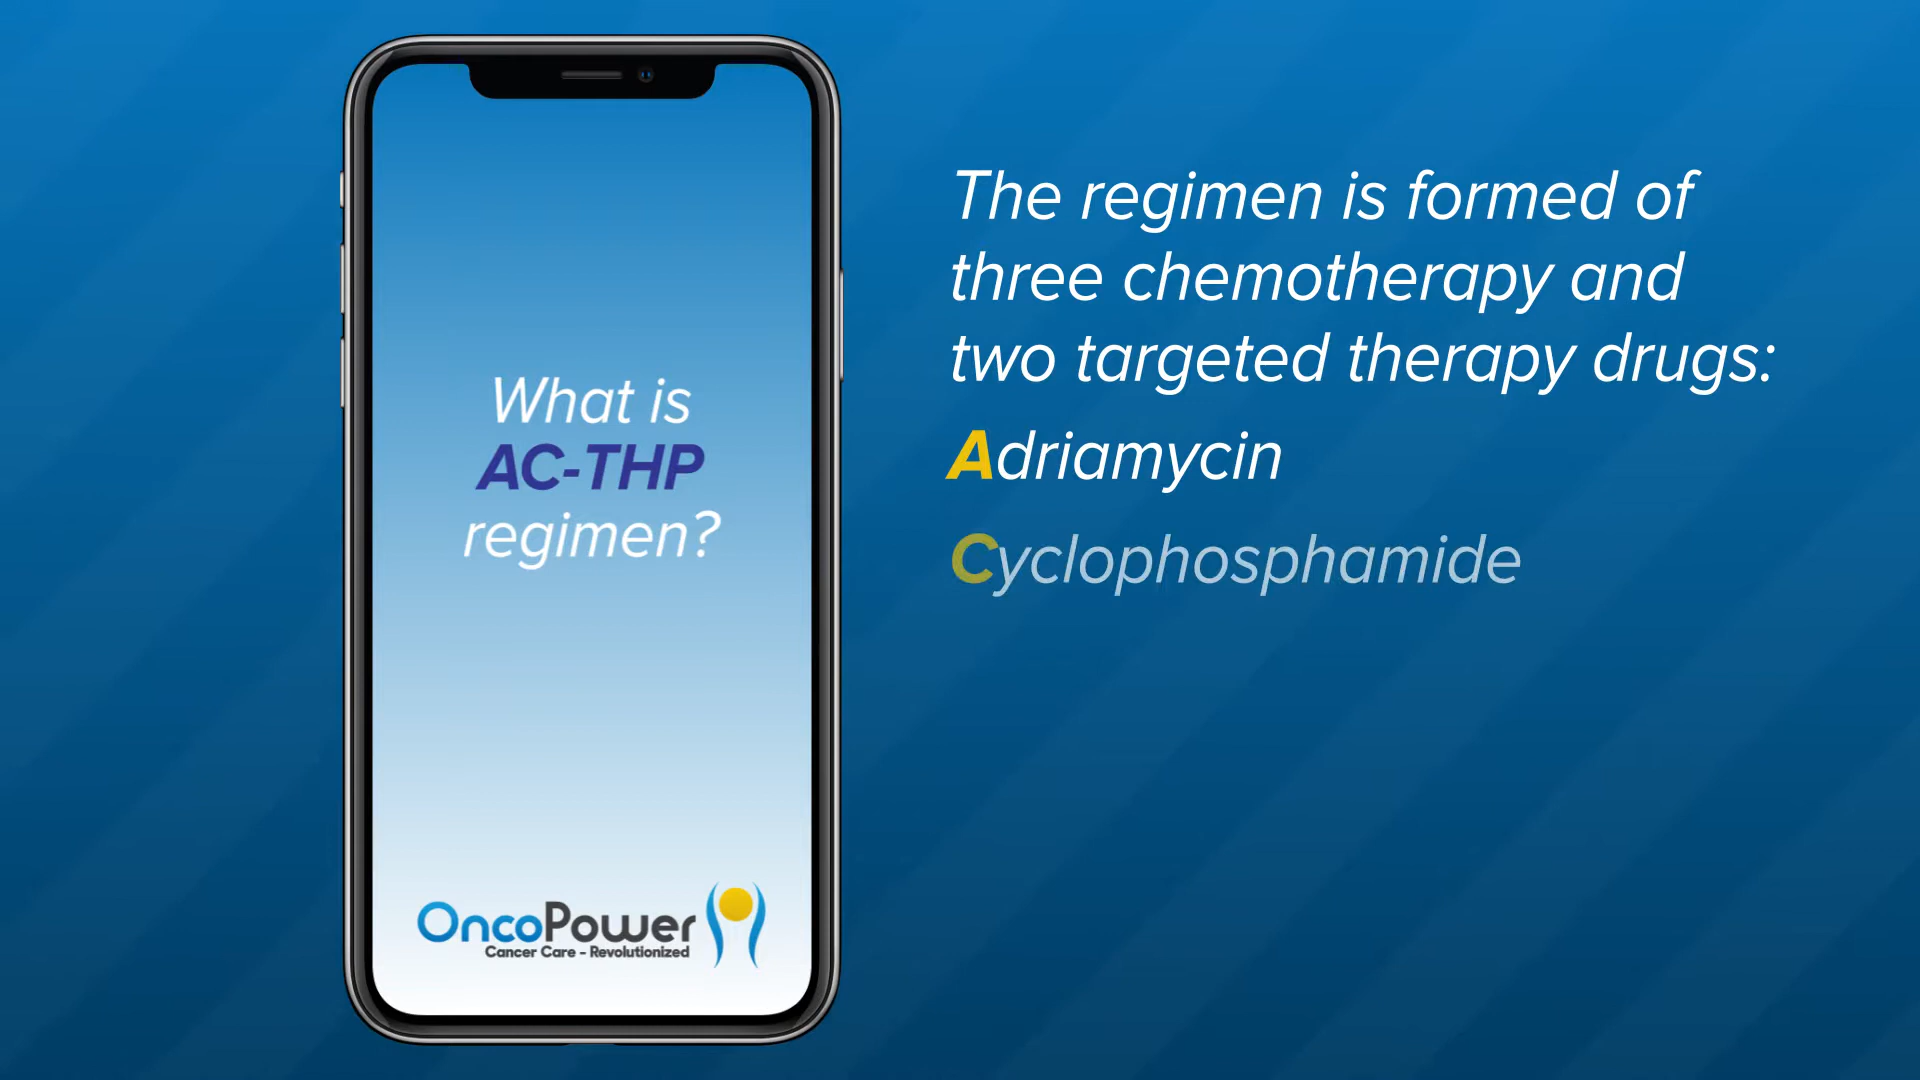 What is
AC-THP
regimen?
OncoPower
Cancer Care - Revolutionized
The regimen is formed of
three chemotherapy and
two targeted therapy drugs:
Adriamycin
Cyclophosphamide